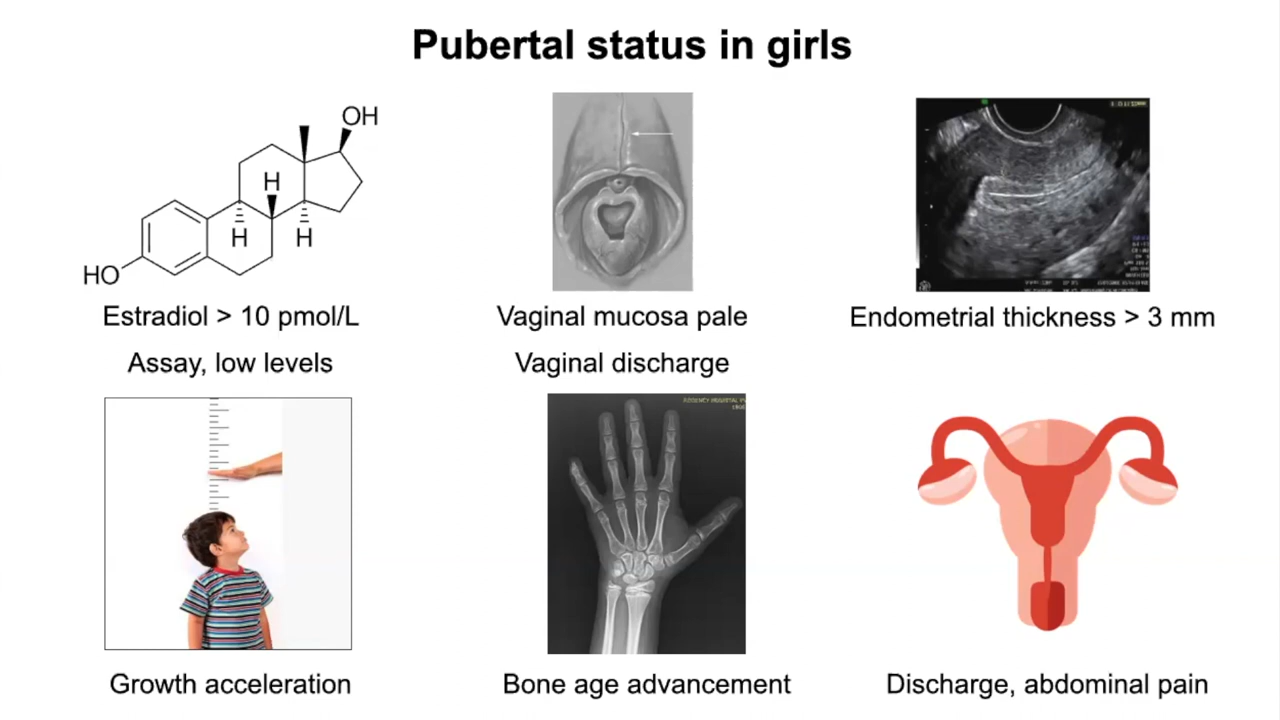 Pubertal status in girls
OH
H
H
H
HO
Estradiol > 10 pmol/L
Assay, low levels
Vaginal mucosa pale
Vaginal discharge
Endometrial thickness > 3 mm
Growth acceleration
Bone age advancement
Discharge, abdominal pain